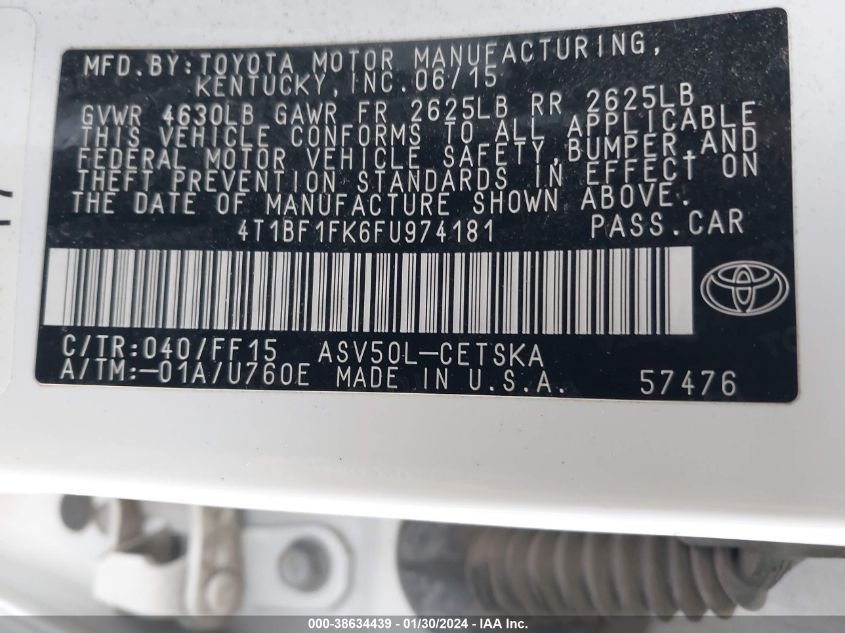 MFD. BY: TOYOTA MOTOR MANUFACTURING,
KENTUCKY, INC. 06/15
GVWR 4630LB GAWR FR 2625LB RR 2625LB
THIS VEHICLE CONFORMS TO ALL APPLICABLE
FEDERAL MOTOR VEHICLE SAFETY, BUMPER, AND
THEFT PREVENTION STANDARDS IN EFFECT ON
THE DATE OF MANUFACTURE SHOWN ABOVE.
4T1BF1FK6FU974181 PASS. CAR
C/TR: 040/FF15 ASV50L-CETSKA
A/TM: -01A/U760E MADE IN U.S.A. 57476
000-38634439 - 01/30/2024 - IAA Inc.